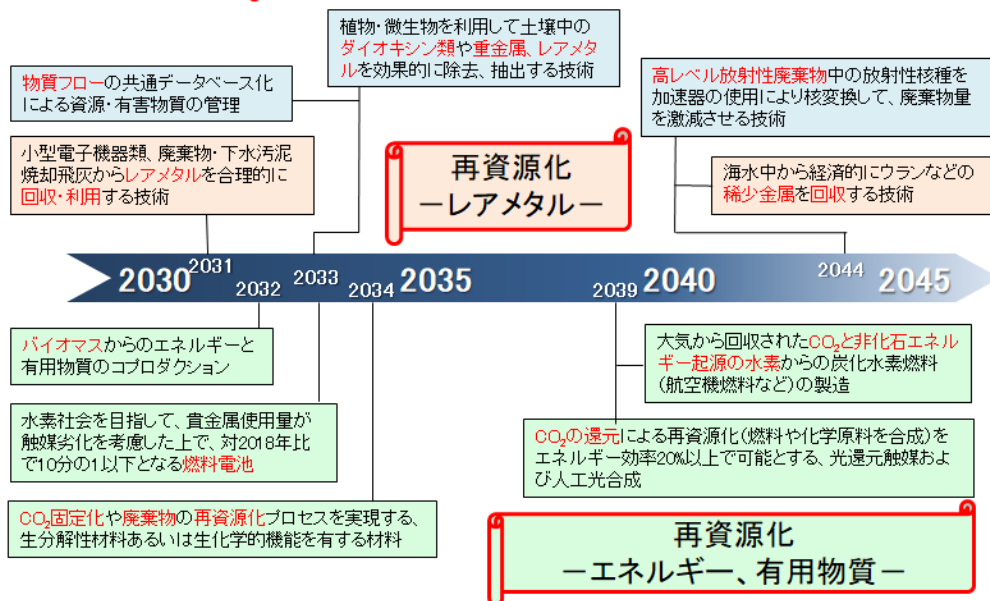 植物・微生物を利用して土壌中の
ダイオキシン類や重金属、レアメタ
ルを効果的に除去、抽出する技術
物質フローの共通データベース化
による資源・有害物質の管理
高レベル放射性廃棄物中の放射性核種を
加速器の使用により核変換して、廃棄物量
を激減させる技術
小型電子機器類、廃棄物・下水汚泥
焼却飛灰からレアメタルを合理的に
回収・利用する技術
再資源化
－レアメタル－
海水中から経済的にウランなどの
稀少金属を回収する技術
2030 2031 2032 2033 2034 2035 2039 2040 2044 2045
バイオマスからのエネルギーと
有用物質のコプロダクション
大気から回収されたCO₂と非化石エネル
ギー起源の水素からの炭化水素燃料
(航空機燃料など)の製造
水素社会を目指して、貴金属使用量が
触媒劣化を考慮した上で、対2018年比
で10分の1以下となる燃料電池
CO₂の還元による再資源化(燃料や化学原料を合成)を
エネルギー効率20%以上で可能とする、光還元触媒およ
び人工光合成
CO₂固定化や廃棄物の再資源化プロセスを実現する、
生分解性材料あるいは生化学的機能を有する材料
再資源化
－エネルギー、有用物質－